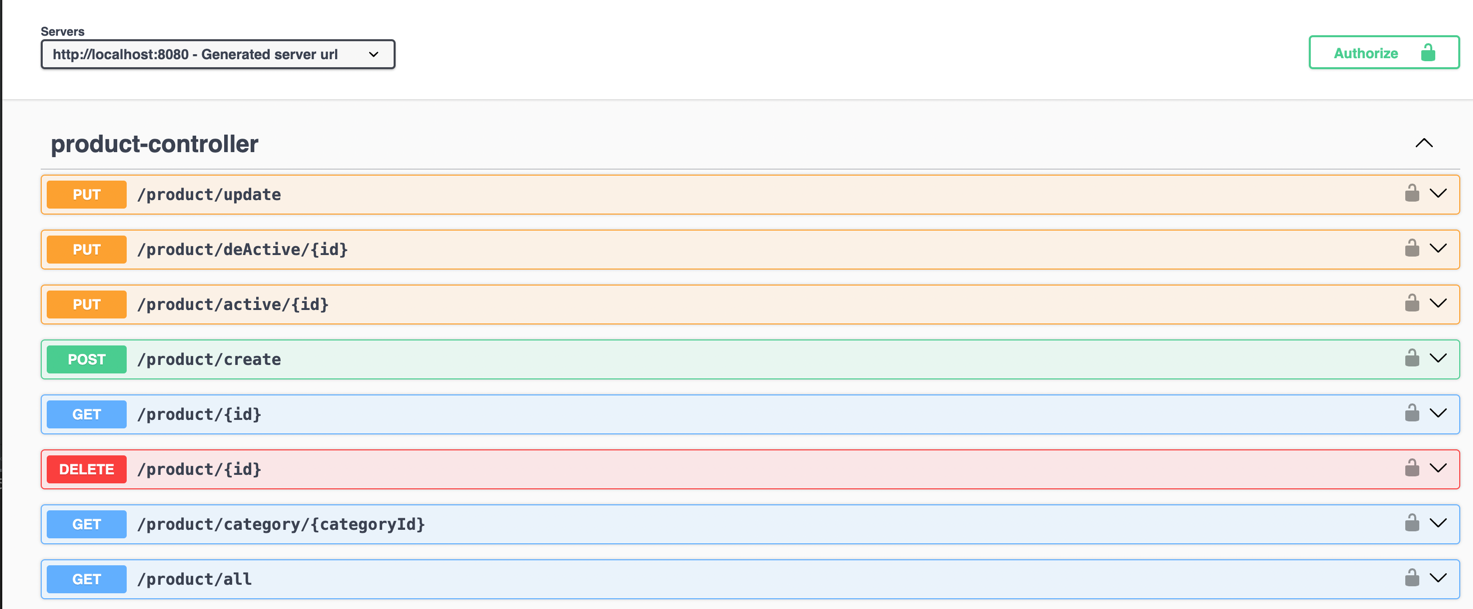 Servers
http://localhost:8080 - Generated server url
Authorize
product-controller
PUT /product/update
PUT /product/deActive/{id}
PUT /product/active/{id}
POST /product/create
GET /product/{id}
DELETE /product/{id}
GET /product/category/{categoryId}
GET /product/all